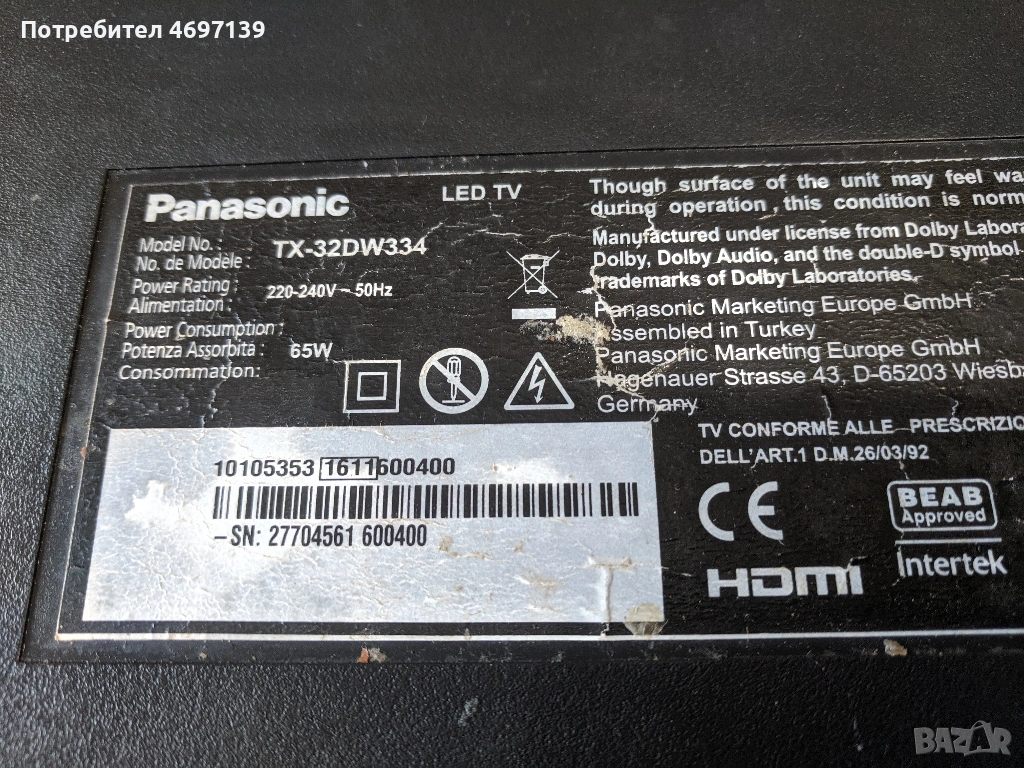 Потребител 4697139
Panasonic
LED TV
Model No. :
No. de Modèle :
TX-32DW334
Power Rating :
Alimentation :
220-240V ~ 50Hz
Power Consumption :
Potenza Assorbita :
Consommation:
65W
Though surface of the unit may feel wa
during operation , this condition is norm
Manufactured under license from Dolby Labora
Dolby, Dolby Audio, and the double-D symbol
trademarks of Dolby Laboratories.
Panasonic Marketing Europe GmbH
Assembled in Turkey
Panasonic Marketing Europe GmbH
Hagenauer Strasse 43, D-65203 Wiesba
Germany
TV CONFORME ALLE PRESCRIZIO
DELL'ART.1 D.M.26/03/92
10105353 1611600400
-SN: 27704561 600400
CE
BEAB
Approved
Intertek
HDMI
BAZAR